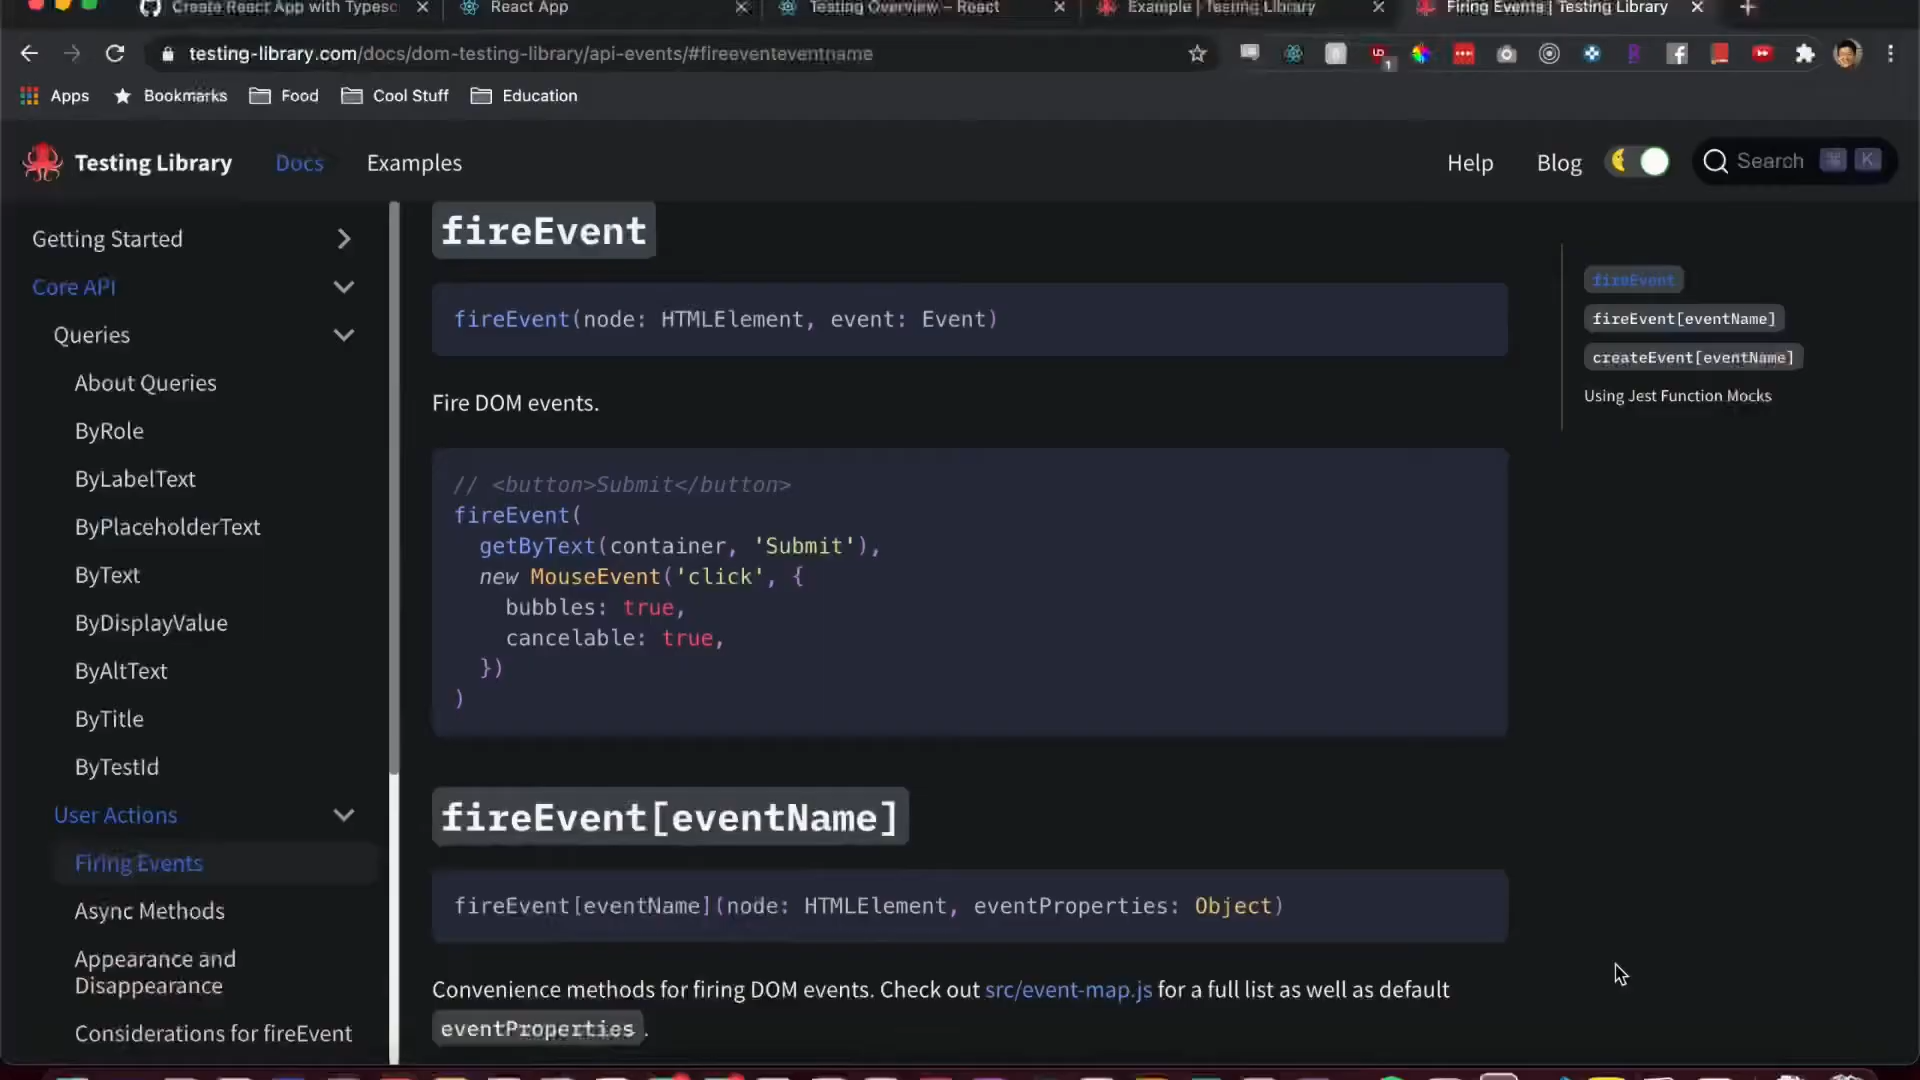 Create React App with Typesc
React App
Testing Overview – React
Example | Testing Library
Firing Events | Testing Library
testing-library.com/docs/dom-testing-library/api-events/#fireeventeventname
Apps
Bookmarks
Food
Cool Stuff
Education
Testing Library
Docs
Examples
Help
Blog
Search
K
Getting Started
Core API
Queries
About Queries
ByRole
ByLabelText
ByPlaceholderText
ByText
ByDisplayValue
ByAltText
ByTitle
ByTestId
User Actions
Firing Events
Async Methods
Appearance and
Disappearance
Considerations for fireEvent
fireEvent
fireEvent(node: HTMLElement, event: Event)
Fire DOM events.
// <button>Submit</button>
fireEvent(
getByText(container, 'Submit'),
new MouseEvent('click', {
bubbles: true,
cancelable: true,
})
)
fireEvent[eventName]
fireEvent[eventName](node: HTMLElement, eventProperties: Object)
Convenience methods for firing DOM events. Check out src/event-map.js for a full list as well as default
eventProperties.
fireEvent
fireEvent[eventName]
createEvent[eventName]
Using Jest Function Mocks